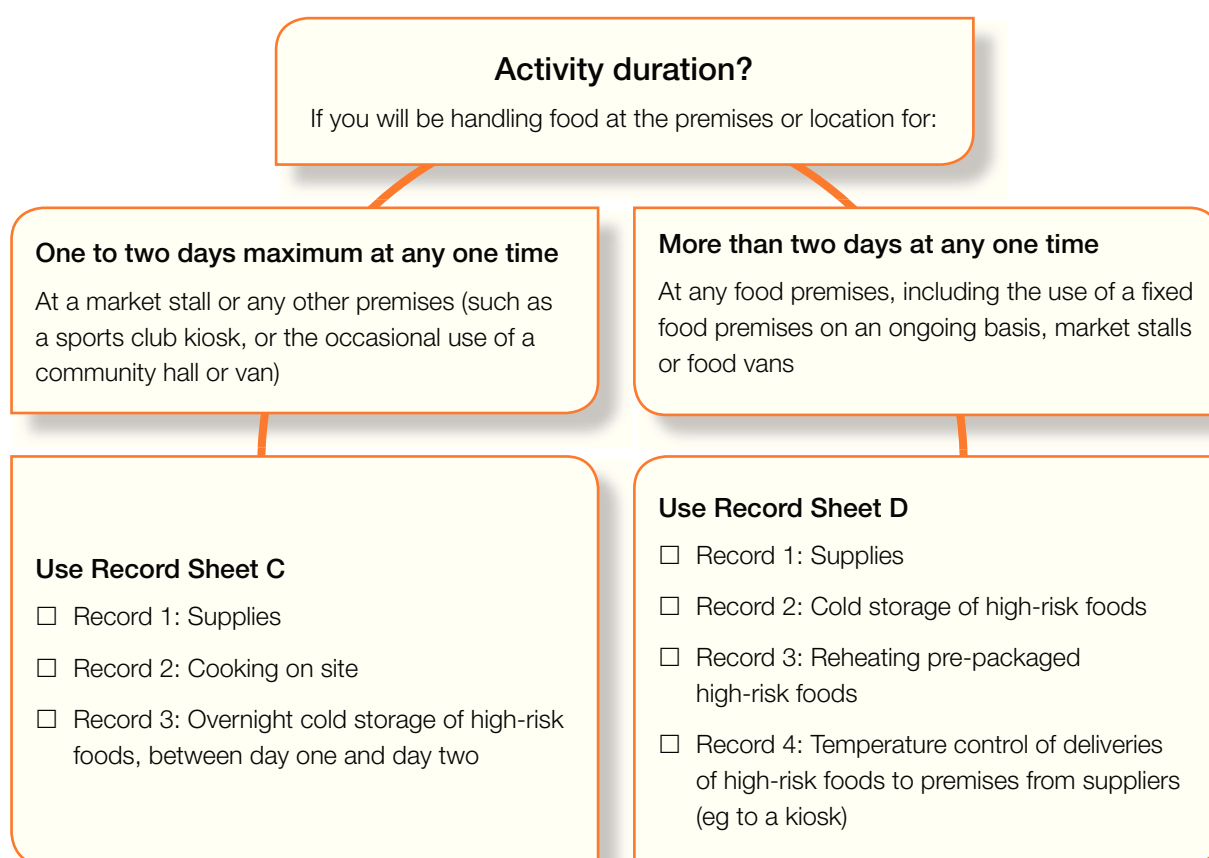 Activity duration?
If you will be handling food at the premises or location for:
One to two days maximum at any one time
At a market stall or any other premises (such as
a sports club kiosk, or the occasional use of a
community hall or van)
More than two days at any one time
At any food premises, including the use of a fixed
food premises on an ongoing basis, market stalls
or food vans
Use Record Sheet C
☐ Record 1: Supplies
☐ Record 2: Cooking on site
☐ Record 3: Overnight cold storage of high-risk
foods, between day one and day two
Use Record Sheet D
☐ Record 1: Supplies
☐ Record 2: Cold storage of high-risk foods
☐ Record 3: Reheating pre-packaged
high-risk foods
☐ Record 4: Temperature control of deliveries
of high-risk foods to premises from suppliers
(eg to a kiosk)